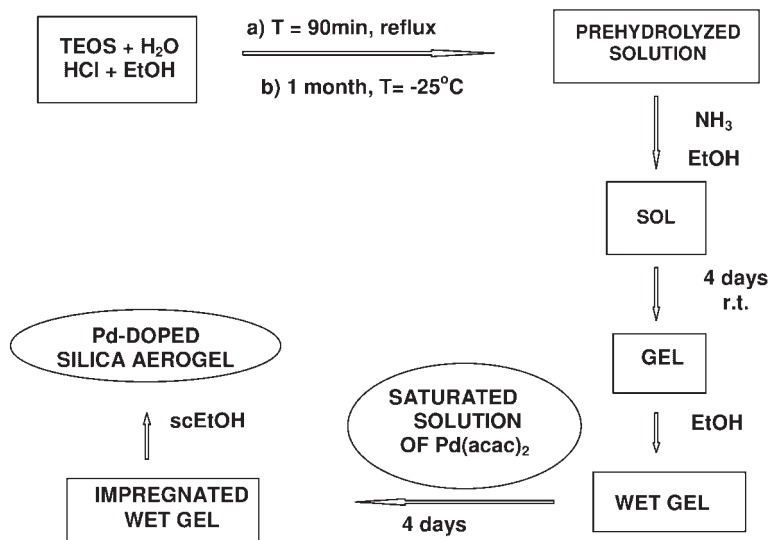 TEOS + H₂O
HCl + EtOH
a) T = 90min, reflux
b) 1 month, T= -25°C
PREHYDROLYZED
SOLUTION
NH₃
EtOH
SOL
4 days
r.t.
GEL
EtOH
WET GEL
SATURATED
SOLUTION
OF Pd(acac)₂
4 days
IMPREGNATED
WET GEL
scEtOH
Pd-DOPED
SILICA AEROGEL